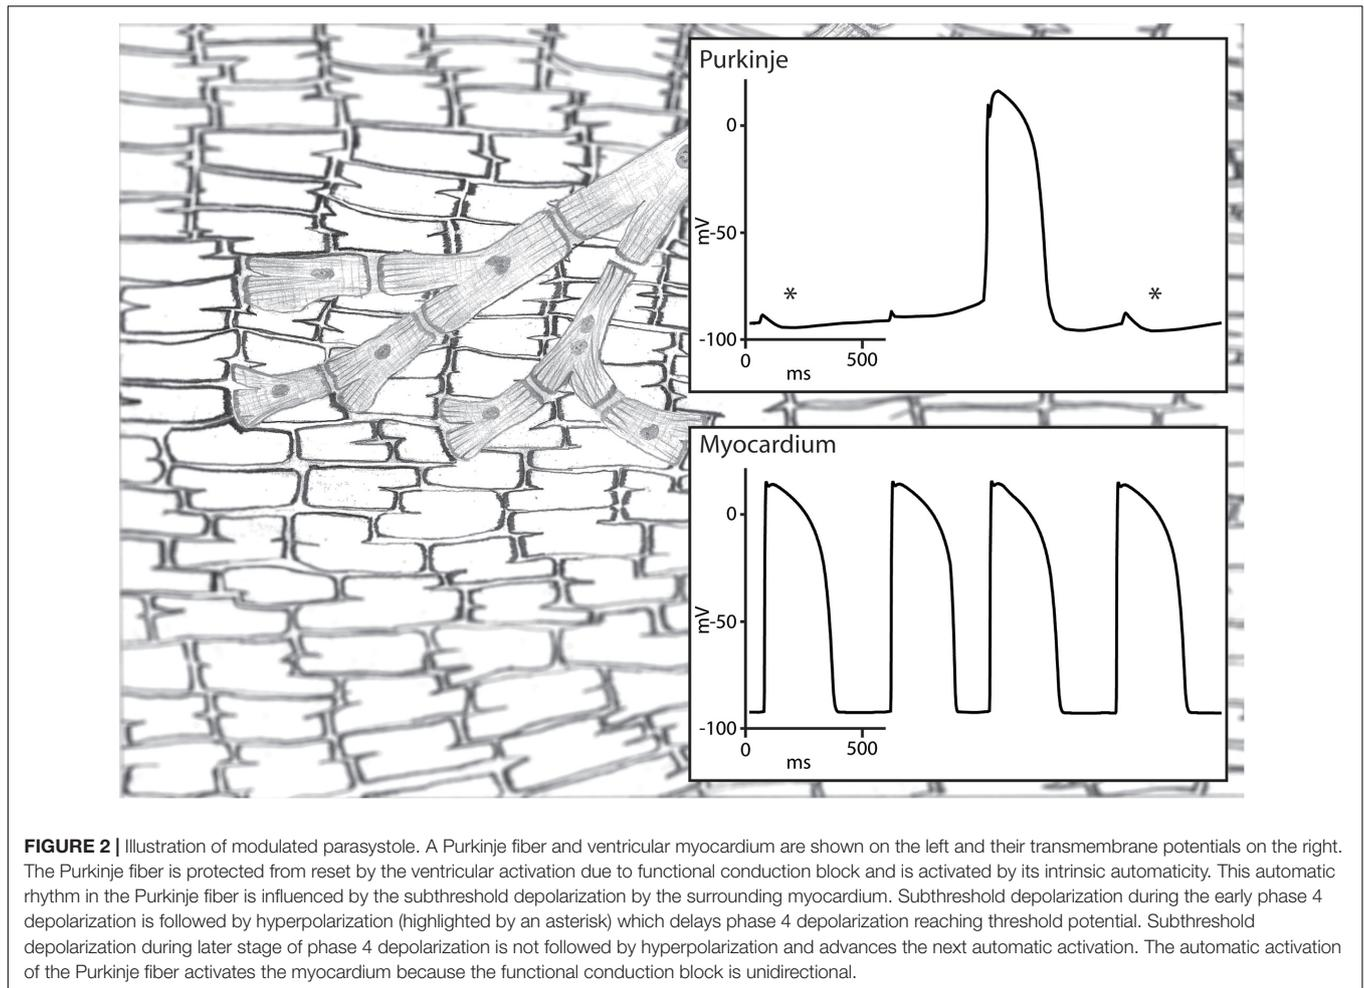 Purkinje
0
mV
-50
*
*
-100
0
500
ms
Myocardium
0
mV
-50
-100
0
500
ms
FIGURE 2 | Illustration of modulated parasystole. A Purkinje fiber and ventricular myocardium are shown on the left and their transmembrane potentials on the right.
The Purkinje fiber is protected from reset by the ventricular activation due to functional conduction block and is activated by its intrinsic automaticity. This automatic
rhythm in the Purkinje fiber is influenced by the subthreshold depolarization by the surrounding myocardium. Subthreshold depolarization during the early phase 4
depolarization is followed by hyperpolarization (highlighted by an asterisk) which delays phase 4 depolarization reaching threshold potential. Subthreshold
depolarization during later stage of phase 4 depolarization is not followed by hyperpolarization and advances the next automatic activation. The automatic activation
of the Purkinje fiber activates the myocardium because the functional conduction block is unidirectional.